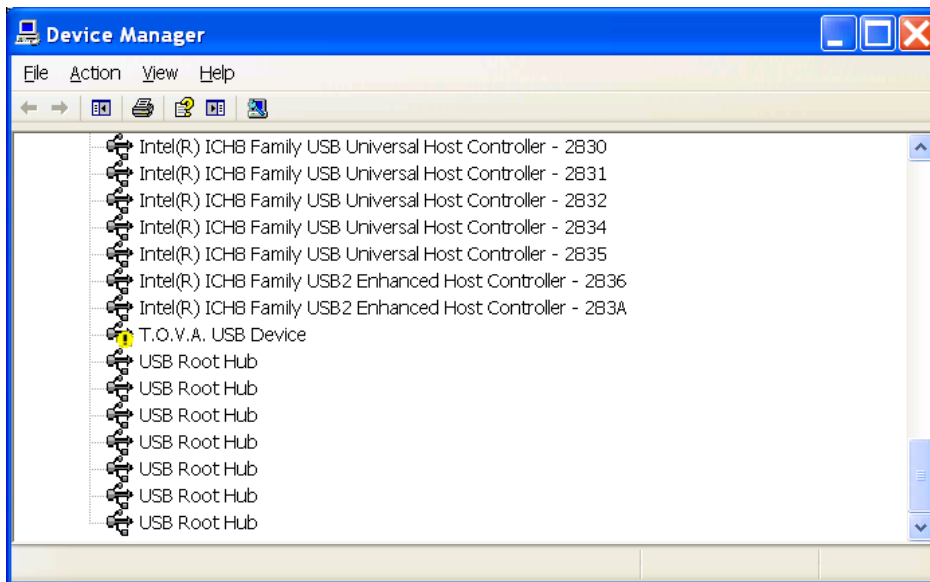 Device Manager
File Action View Help
Intel(R) ICH8 Family USB Universal Host Controller - 2830
Intel(R) ICH8 Family USB Universal Host Controller - 2831
Intel(R) ICH8 Family USB Universal Host Controller - 2832
Intel(R) ICH8 Family USB Universal Host Controller - 2834
Intel(R) ICH8 Family USB Universal Host Controller - 2835
Intel(R) ICH8 Family USB2 Enhanced Host Controller - 2836
Intel(R) ICH8 Family USB2 Enhanced Host Controller - 283A
T.O.V.A. USB Device
USB Root Hub
USB Root Hub
USB Root Hub
USB Root Hub
USB Root Hub
USB Root Hub
USB Root Hub